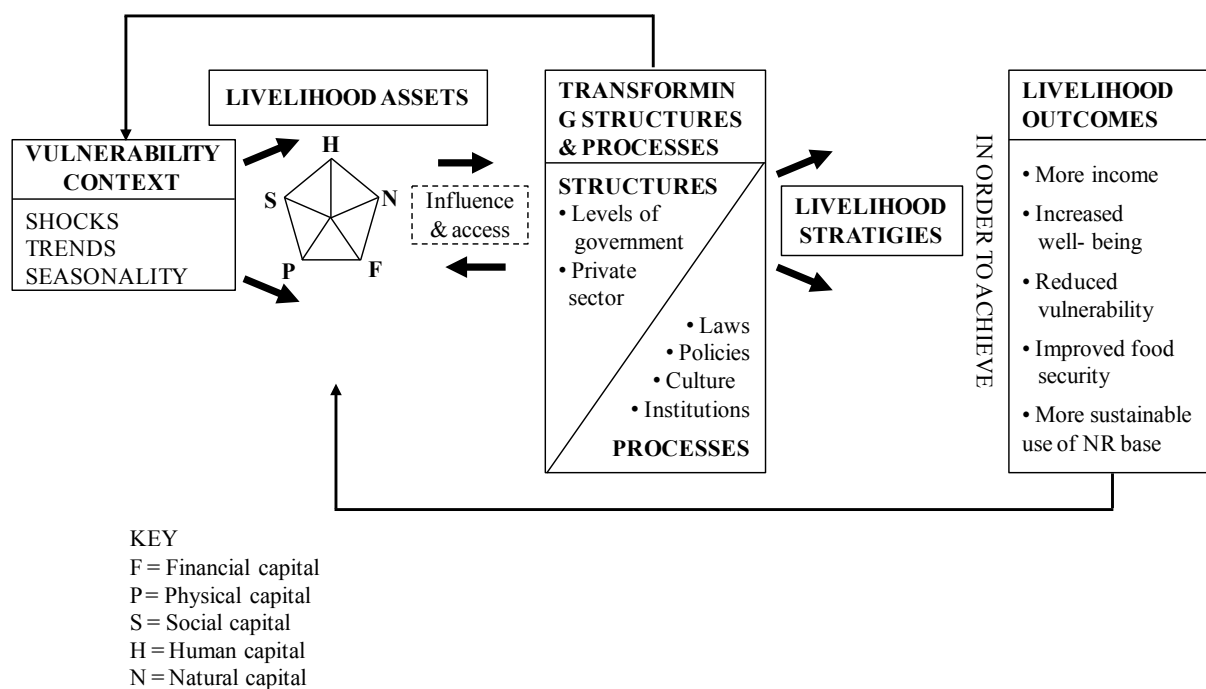 LIVELIHOOD ASSETS
VULNERABILITY
CONTEXT
SHOCKS
TRENDS
SEASONALITY
H
S
N
P
F
Influence
& access
TRANSFORMIN
G STRUCTURES
& PROCESSES
STRUCTURES
• Levels of
government
• Private
sector
• Laws
• Policies
• Culture
• Institutions
PROCESSES
LIVELIHOOD
STRATIGIES
IN ORDER TO ACHIEVE
LIVELIHOOD
OUTCOMES
• More income
• Increased
well- being
• Reduced
vulnerability
• Improved food
security
• More sustainable
use of NR base
KEY
F = Financial capital
P = Physical capital
S = Social capital
H = Human capital
N = Natural capital